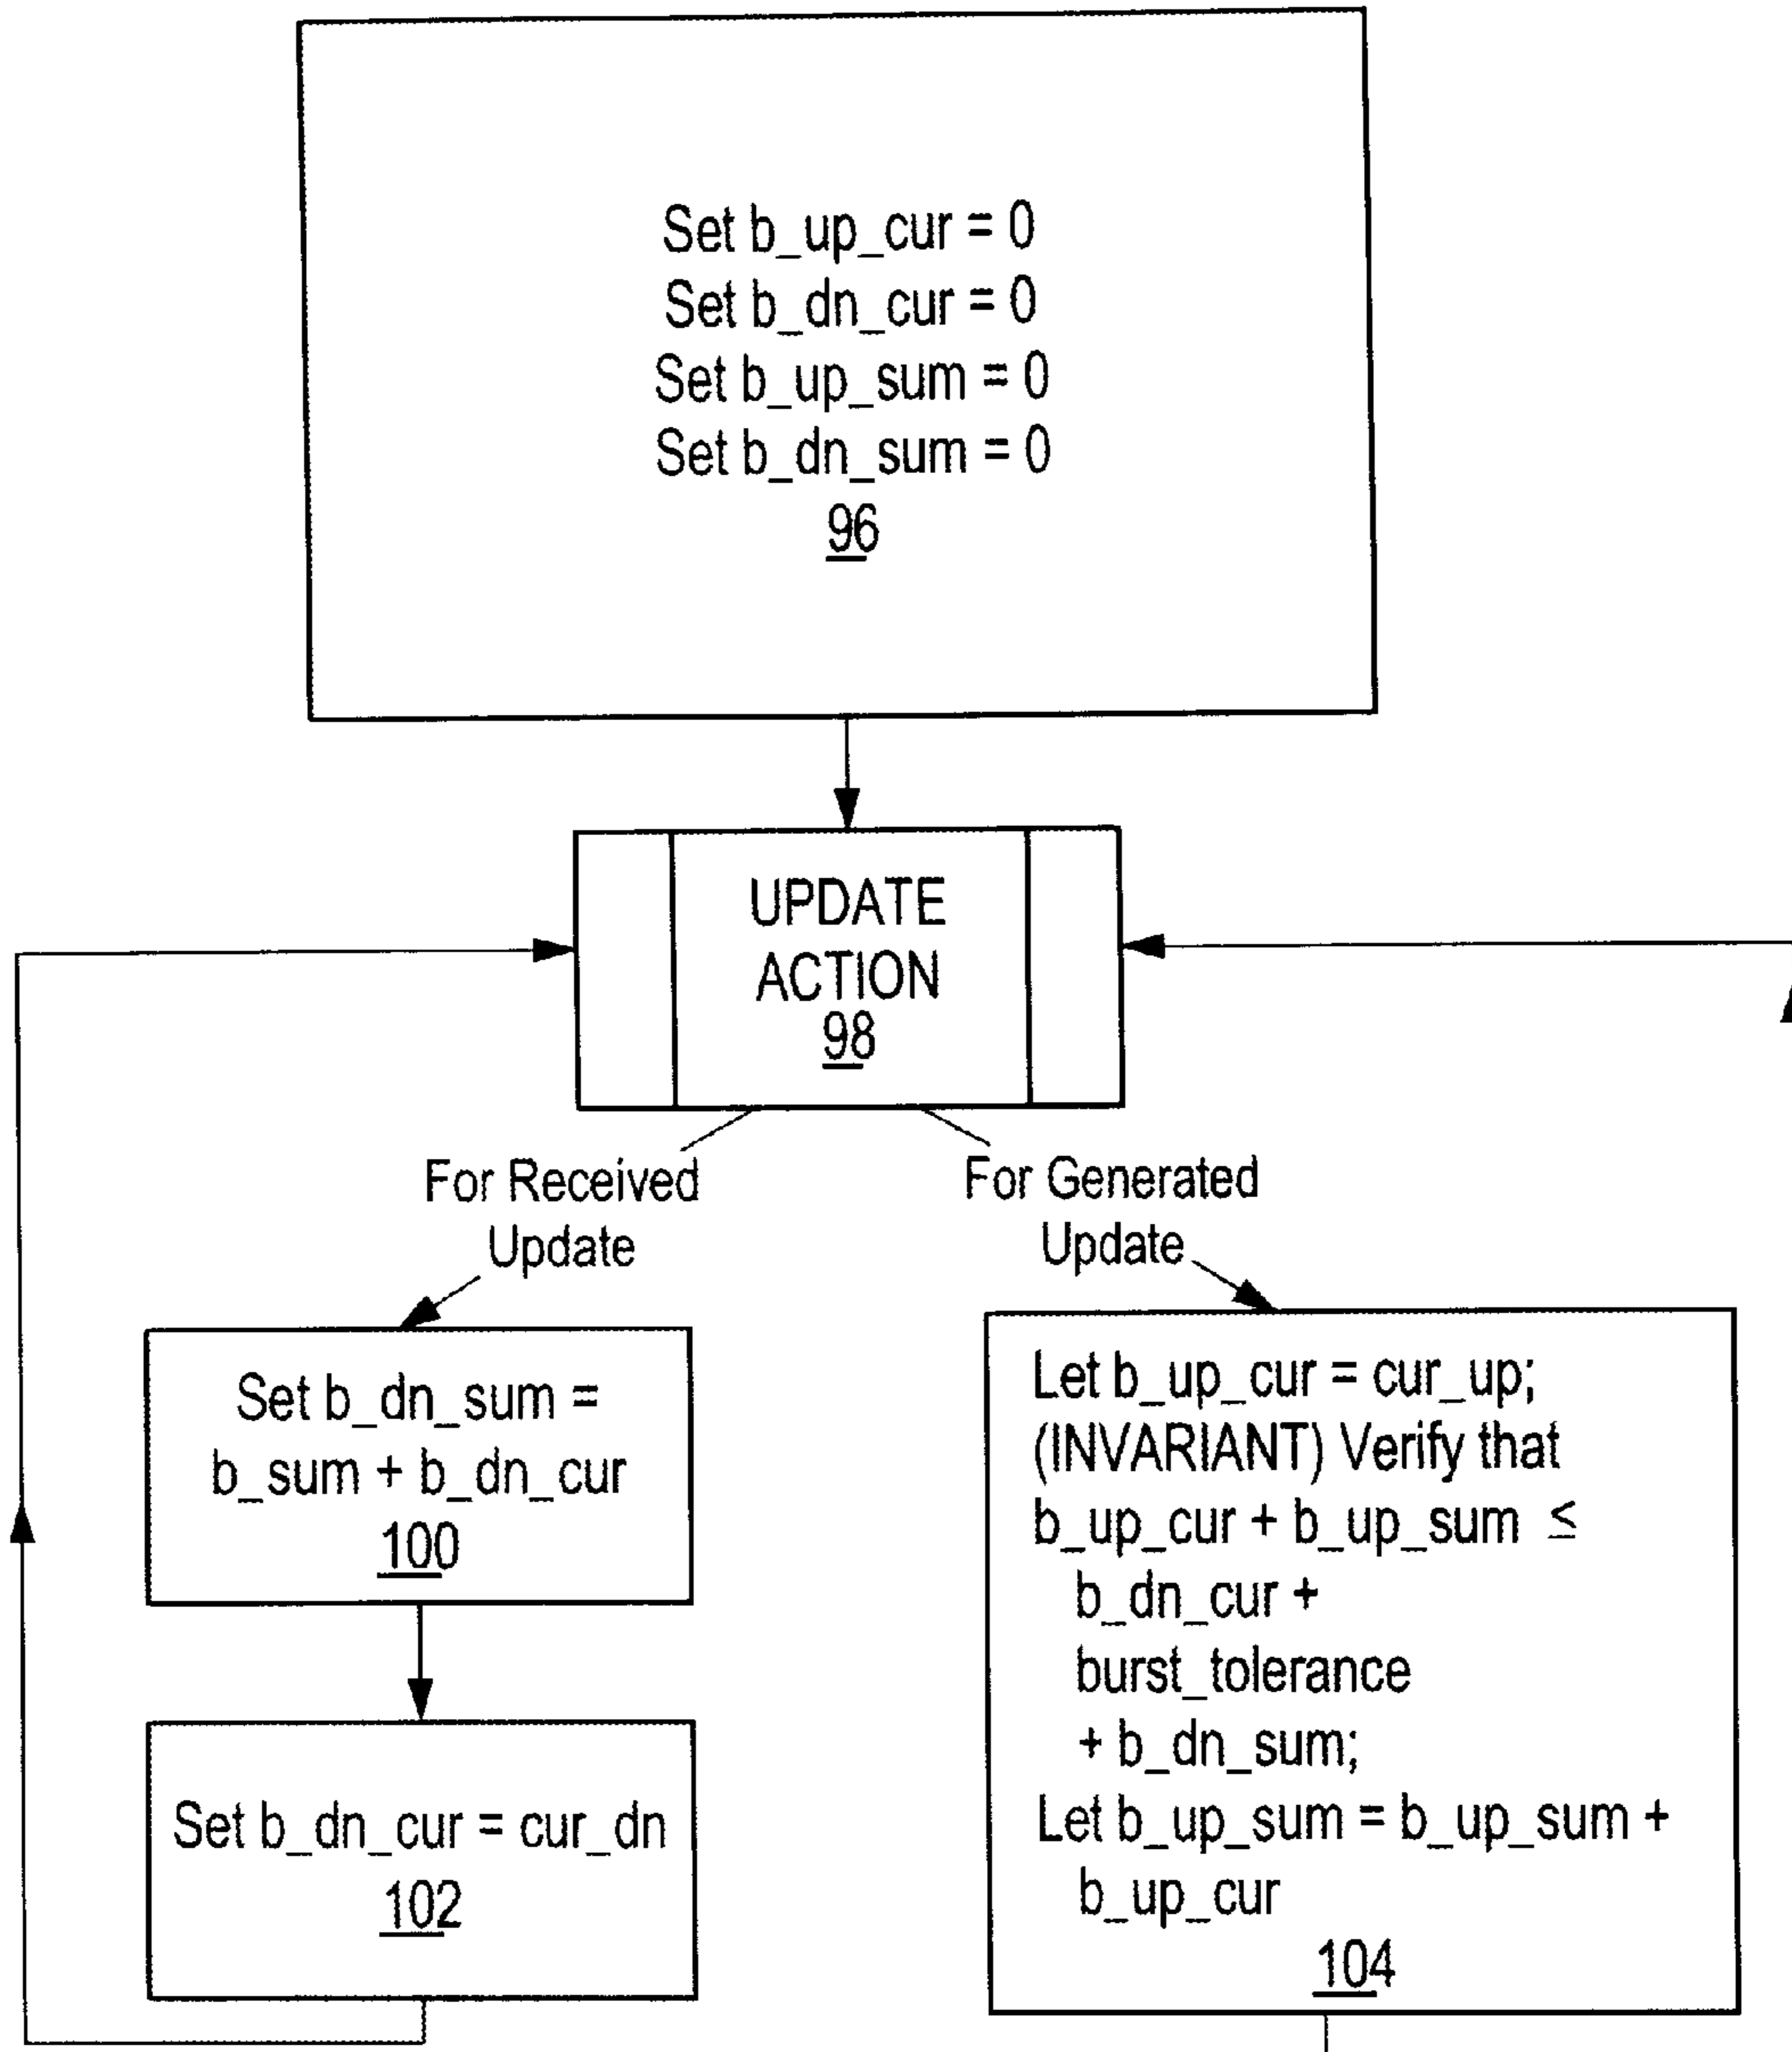 Set b_up_cur = 0
Set b_dn_cur = 0
Set b_up_sum = 0
Set b_dn_sum = 0
96
UPDATE
ACTION
98
For Received
Update
For Generated
Update
Set b_dn_sum =
b_sum + b_dn_cur
100
Set b_dn_cur = cur_dn
102
Let b_up_cur = cur_up;
(INVARIANT) Verify that
b_up_cur + b_up_sum ≤
b_dn_cur +
burst_tolerance
+ b_dn_sum;
Let b_up_sum = b_up_sum +
b_up_cur
104